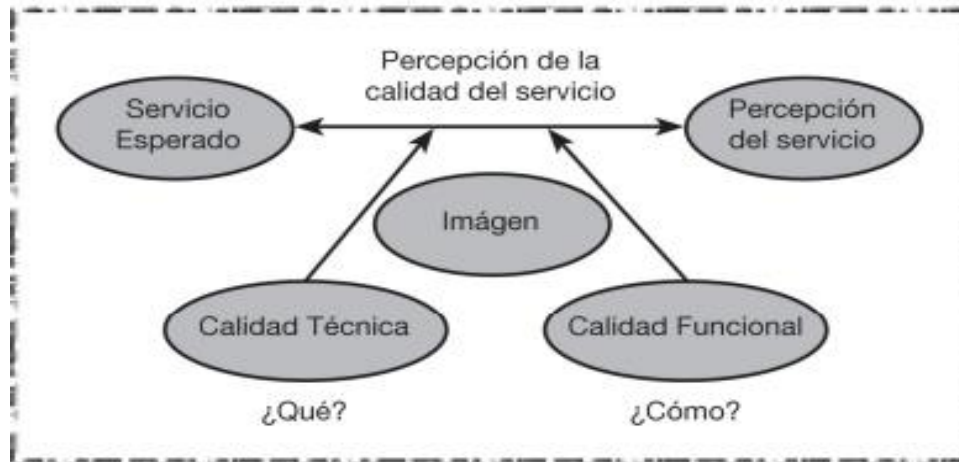 Percepción de la
calidad del servicio
Servicio
Esperado
Percepción
del servicio
Imágen
Calidad Técnica
Calidad Funcional
¿Qué?
¿Cómo?